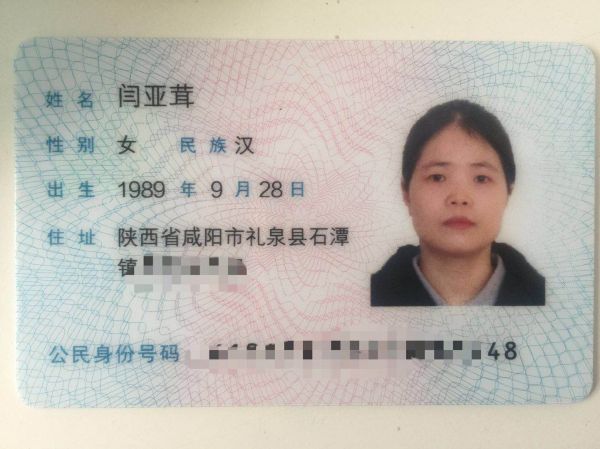 姓名 闫亚茸
性别 女 民族 汉
出生 1989 年 9 月 28 日
住址 陕西省咸阳市礼泉县石潭
镇
公民身份号码 48